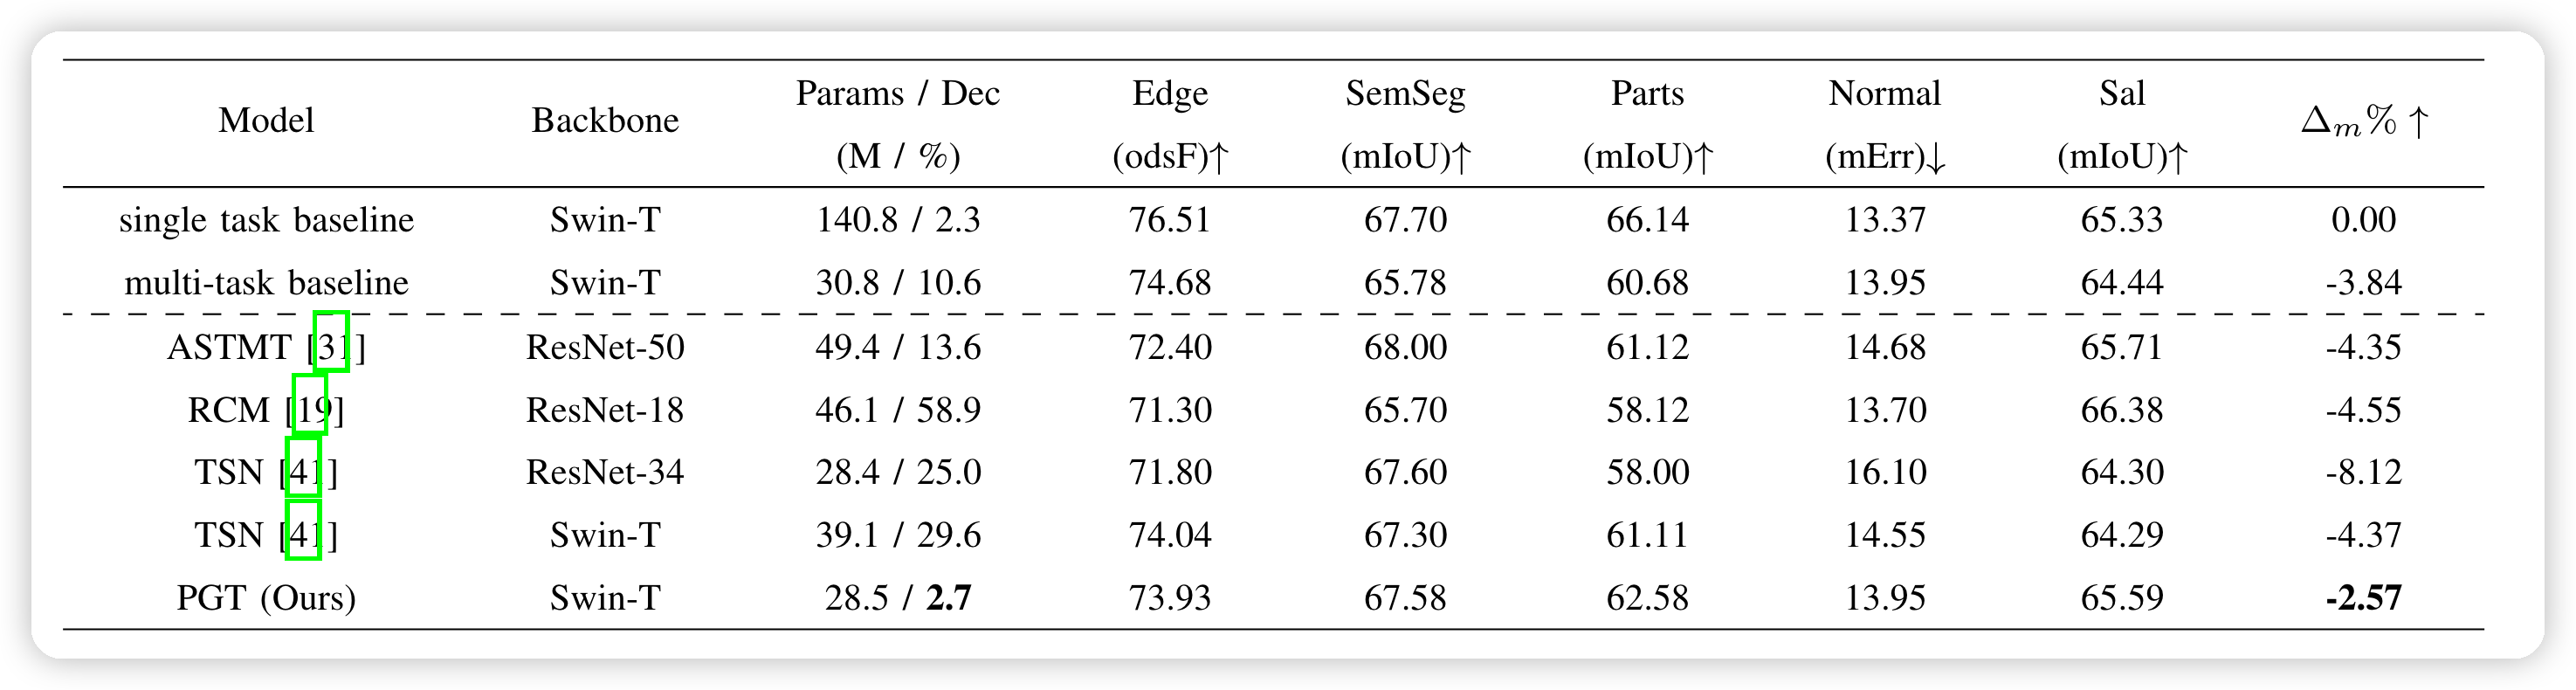 Model Backbone Params / Dec (M / %) Edge (odsF)↑ SemSeg (mIoU)↑ Parts (mIoU)↑ Normal (mErr)↓ Sal (mIoU)↑ Δm% ↑
single task baseline Swin-T 140.8 / 2.3 76.51 67.70 66.14 13.37 65.33 0.00
multi-task baseline Swin-T 30.8 / 10.6 74.68 65.78 60.68 13.95 64.44 -3.84
ASTMT [31] ResNet-50 49.4 / 13.6 72.40 68.00 61.12 14.68 65.71 -4.35
RCM [19] ResNet-18 46.1 / 58.9 71.30 65.70 58.12 13.70 66.38 -4.55
TSN [41] ResNet-34 28.4 / 25.0 71.80 67.60 58.00 16.10 64.30 -8.12
TSN [41] Swin-T 39.1 / 29.6 74.04 67.30 61.11 14.55 64.29 -4.37
PGT (Ours) Swin-T 28.5 / 2.7 73.93 67.58 62.58 13.95 65.59 -2.57